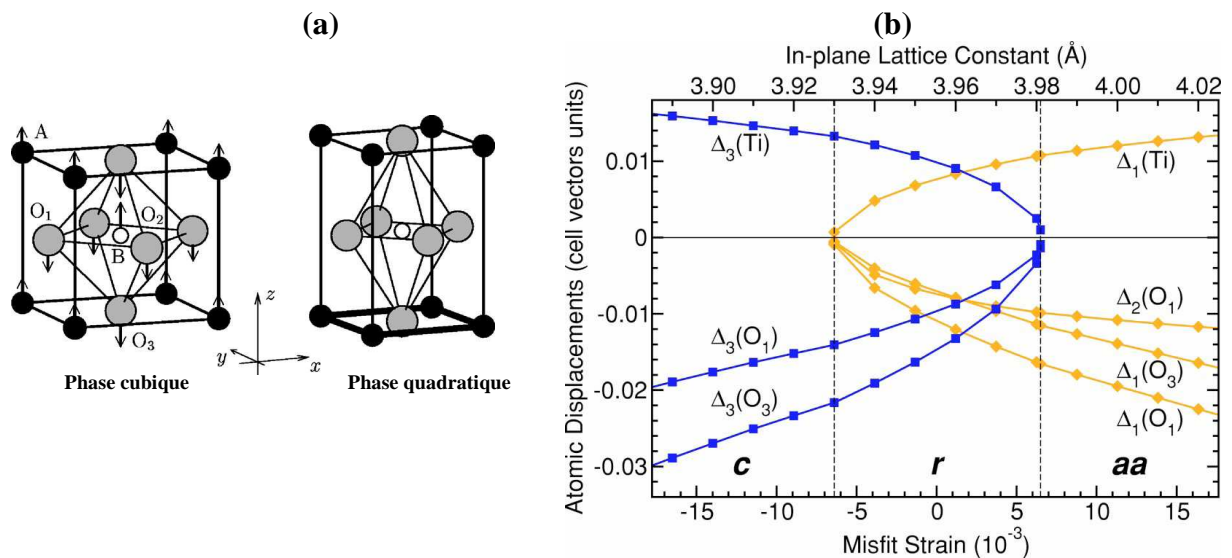 (a)
A
O1
O2
B
O3
z
y
x
Phase cubique
Phase quadratique
(b)
In-plane Lattice Constant (Å)
3.90 3.92 3.94 3.96 3.98 4.00 4.02
Atomic Displacements (cell vectors units)
0.01
0
-0.01
-0.02
-0.03
Δ3(Ti)
Δ1(Ti)
Δ2(O1)
Δ3(O1)
Δ1(O3)
Δ3(O3)
Δ1(O1)
c r aa
-15 -10 -5 0 5 10 15
Misfit Strain (10-3)